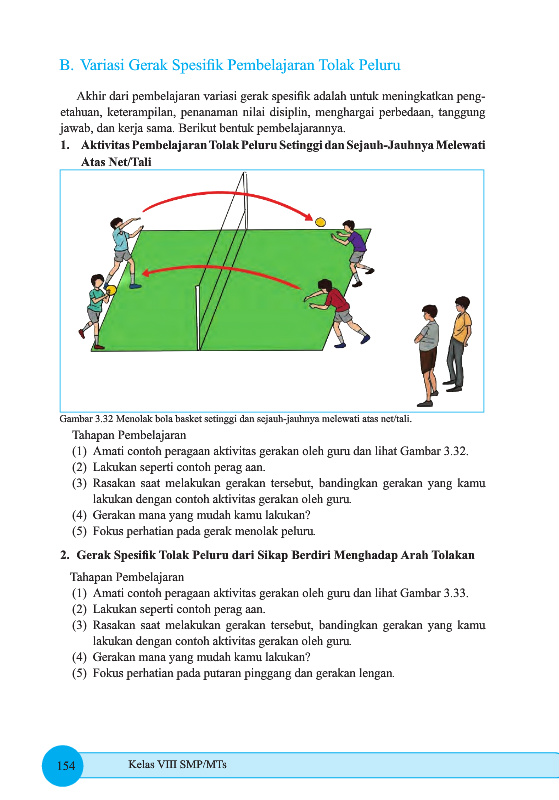 B. Variasi Gerak Spesifik Pembelajaran Tolak Peluru
Akhir dari pembelajaran variasi gerak spesifik adalah untuk meningkatkan peng-
etahuan, keterampilan, penanaman nilai disiplin, menghargai perbedaan, tanggung
jawab, dan kerja sama. Berikut bentuk pembelajarannya.
1. Aktivitas Pembelajaran Tolak Peluru Setinggi dan Sejauh-Jauhnya Melewati
Atas Net/Tali
Gambar 3.32 Menolak bola basket setinggi dan sejauh-jauhnya melewati atas net/tali.
Tahapan Pembelajaran
(1) Amati contoh peragaan aktivitas gerakan oleh guru dan lihat Gambar 3.32.
(2) Lakukan seperti contoh perag aan.
(3) Rasakan saat melakukan gerakan tersebut, bandingkan gerakan yang kamu
lakukan dengan contoh aktivitas gerakan oleh guru.
(4) Gerakan mana yang mudah kamu lakukan?
(5) Fokus perhatian pada gerak menolak peluru.
2. Gerak Spesifik Tolak Peluru dari Sikap Berdiri Menghadap Arah Tolakan
Tahapan Pembelajaran
(1) Amati contoh peragaan aktivitas gerakan oleh guru dan lihat Gambar 3.33.
(2) Lakukan seperti contoh perag aan.
(3) Rasakan saat melakukan gerakan tersebut, bandingkan gerakan yang kamu
lakukan dengan contoh aktivitas gerakan oleh guru.
(4) Gerakan mana yang mudah kamu lakukan?
(5) Fokus perhatian pada putaran pinggang dan gerakan lengan.
154 Kelas VIII SMP/MTs